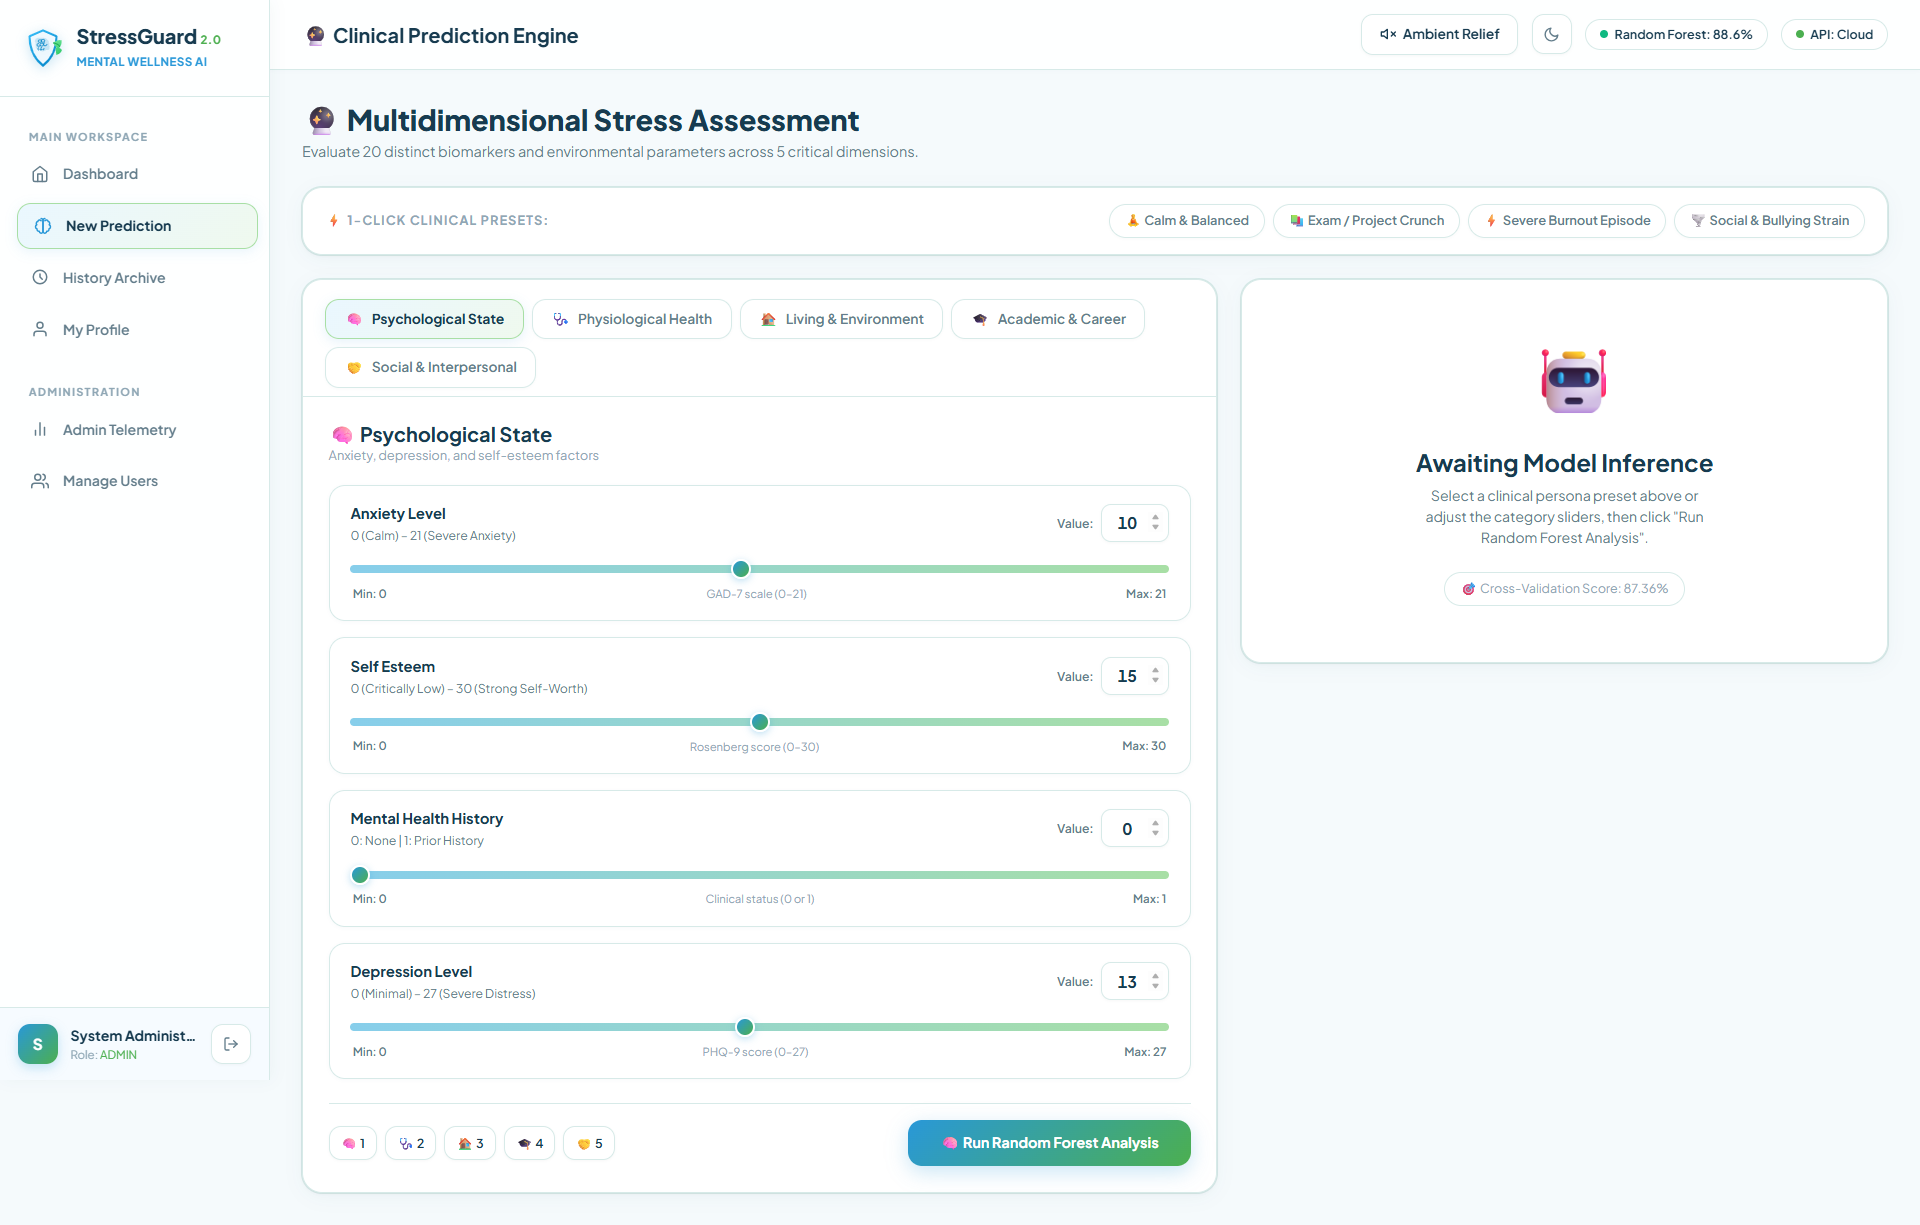 StressGuard 2.0
MENTAL WELLNESS AI
MAIN WORKSPACE
Dashboard
New Prediction
History Archive
My Profile
ADMINISTRATION
Admin Telemetry
Manage Users
S
System Administ...
Role: ADMIN
Clinical Prediction Engine
Ambient Relief
Random Forest: 88.6%
API: Cloud
Multidimensional Stress Assessment
Evaluate 20 distinct biomarkers and environmental parameters across 5 critical dimensions.
1-CLICK CLINICAL PRESETS:
Calm & Balanced
Exam / Project Crunch
Severe Burnout Episode
Social & Bullying Strain
Psychological State
Physiological Health
Living & Environment
Academic & Career
Social & Interpersonal
Psychological State
Anxiety, depression, and self-esteem factors
Anxiety Level
0 (Calm) – 21 (Severe Anxiety)
Value: 10
Min: 0
GAD-7 scale (0–21)
Max: 21
Self Esteem
0 (Critically Low) – 30 (Strong Self-Worth)
Value: 15
Min: 0
Rosenberg score (0–30)
Max: 30
Mental Health History
0: None | 1: Prior History
Value: 0
Min: 0
Clinical status (0 or 1)
Max: 1
Depression Level
0 (Minimal) – 27 (Severe Distress)
Value: 13
Min: 0
PHQ-9 score (0–27)
Max: 27
1
2
3
4
5
Run Random Forest Analysis
Awaiting Model Inference
Select a clinical persona preset above or
adjust the category sliders, then click "Run
Random Forest Analysis".
Cross-Validation Score: 87.36%